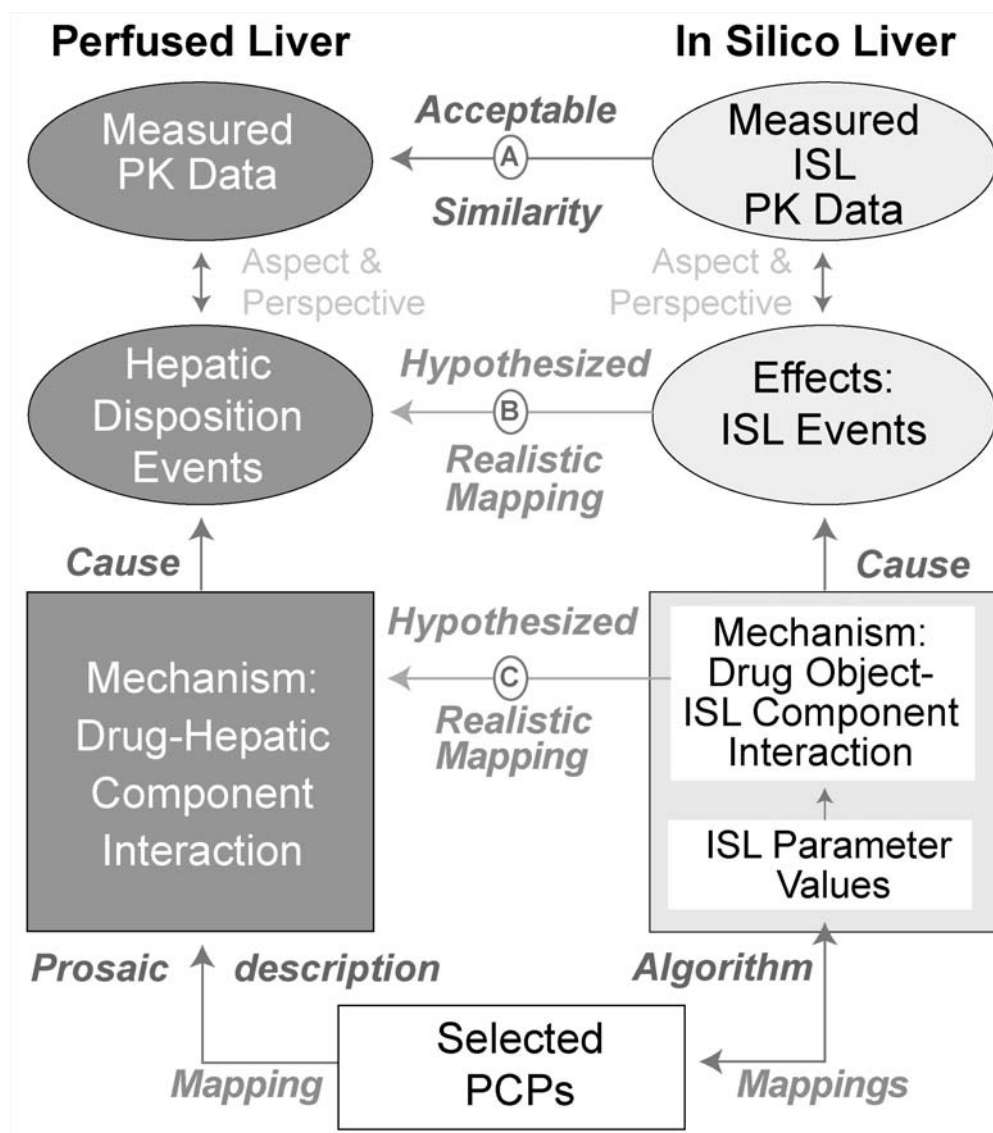 Perfused Liver
In Silico Liver
Measured
PK Data
Acceptable
A
Similarity
Measured
ISL
PK Data
Aspect &
Perspective
Aspect &
Perspective
Hepatic
Disposition
Events
Hypothesized
B
Realistic
Mapping
Effects:
ISL Events
Cause
Cause
Mechanism:
Drug-Hepatic
Component
Interaction
Hypothesized
C
Realistic
Mapping
Mechanism:
Drug Object-
ISL Component
Interaction
ISL Parameter
Values
Prosaic description
Mapping
Algorithm
Mappings
Selected
PCPs